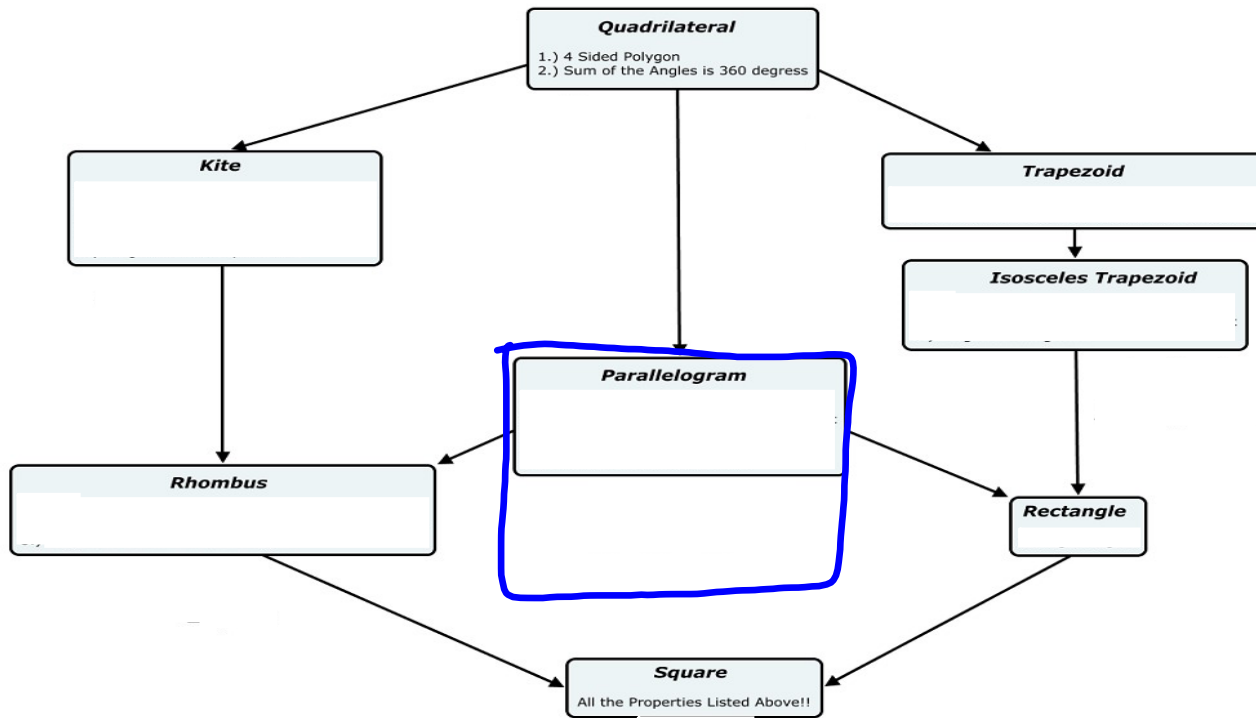 Quadrilateral
1.) 4 Sided Polygon
2.) Sum of the Angles is 360 degress
Kite
Trapezoid
Isosceles Trapezoid
Parallelogram
Rhombus
Rectangle
Square
All the Properties Listed Above!!